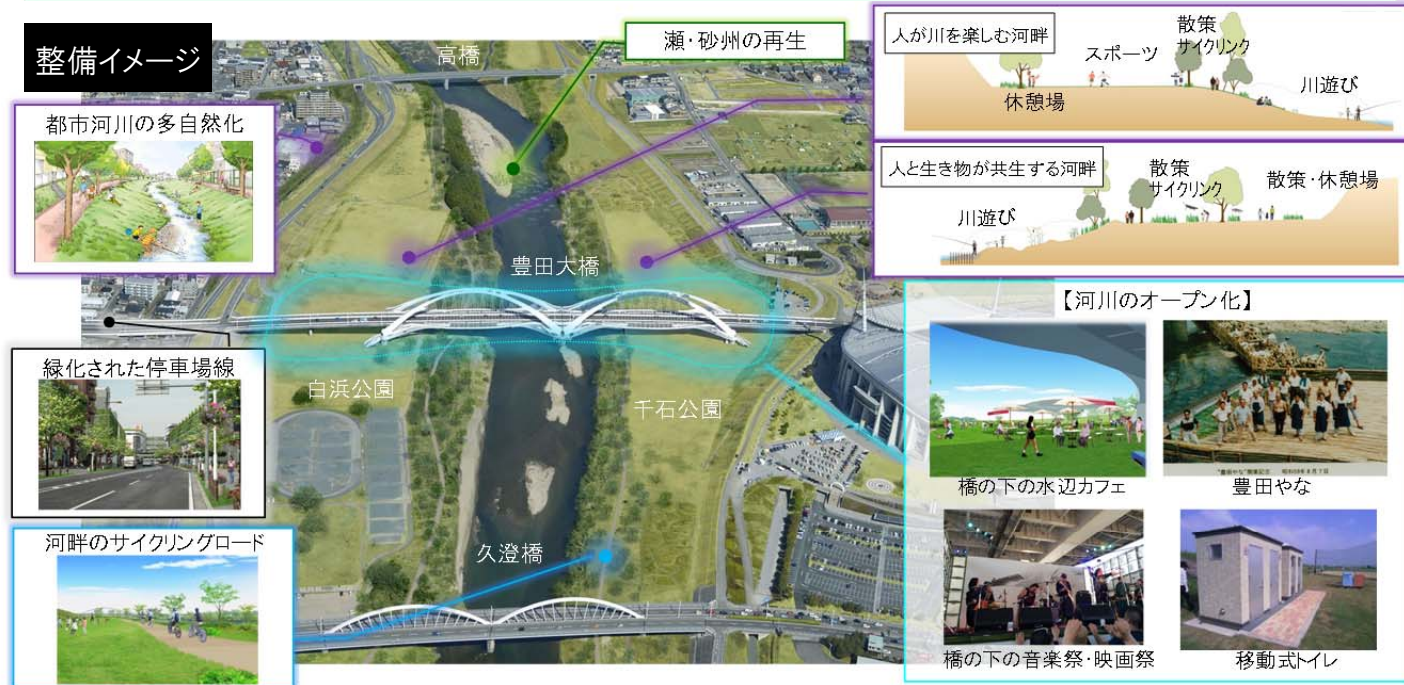 整備イメージ
都市河川の多自然化
緑化された停車場線
河畔のサイクリングロード
高橋
瀬・砂州の再生
豊田大橋
白浜公園
千石公園
久澄橋
人が川を楽しむ河畔
休憩場
スポーツ
散策
サイクリング
川遊び
人と生き物が共生する河畔
川遊び
散策
サイクリング
散策・休憩場
【河川のオープン化】
橋の下の水辺カフェ
豊田やな
橋の下の音楽祭・映画祭
移動式トイレ